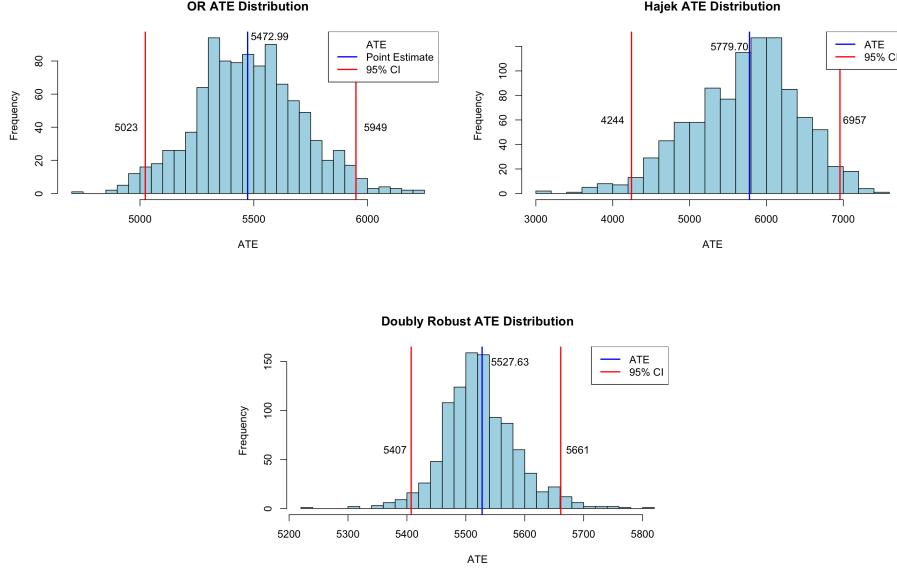 OR ATE Distribution
5472.99
5023
5949
ATE
Point Estimate
95% CI
Frequency
0
20
40
60
80
5000
5500
6000
ATE
Hajek ATE Distribution
5779.70
4244
6957
ATE
95% CI
Frequency
0
20
40
60
80
100
3000
4000
5000
6000
7000
ATE
Doubly Robust ATE Distribution
5527.63
5407
5661
ATE
95% CI
Frequency
0
50
100
150
5200
5300
5400
5500
5600
5700
5800
ATE